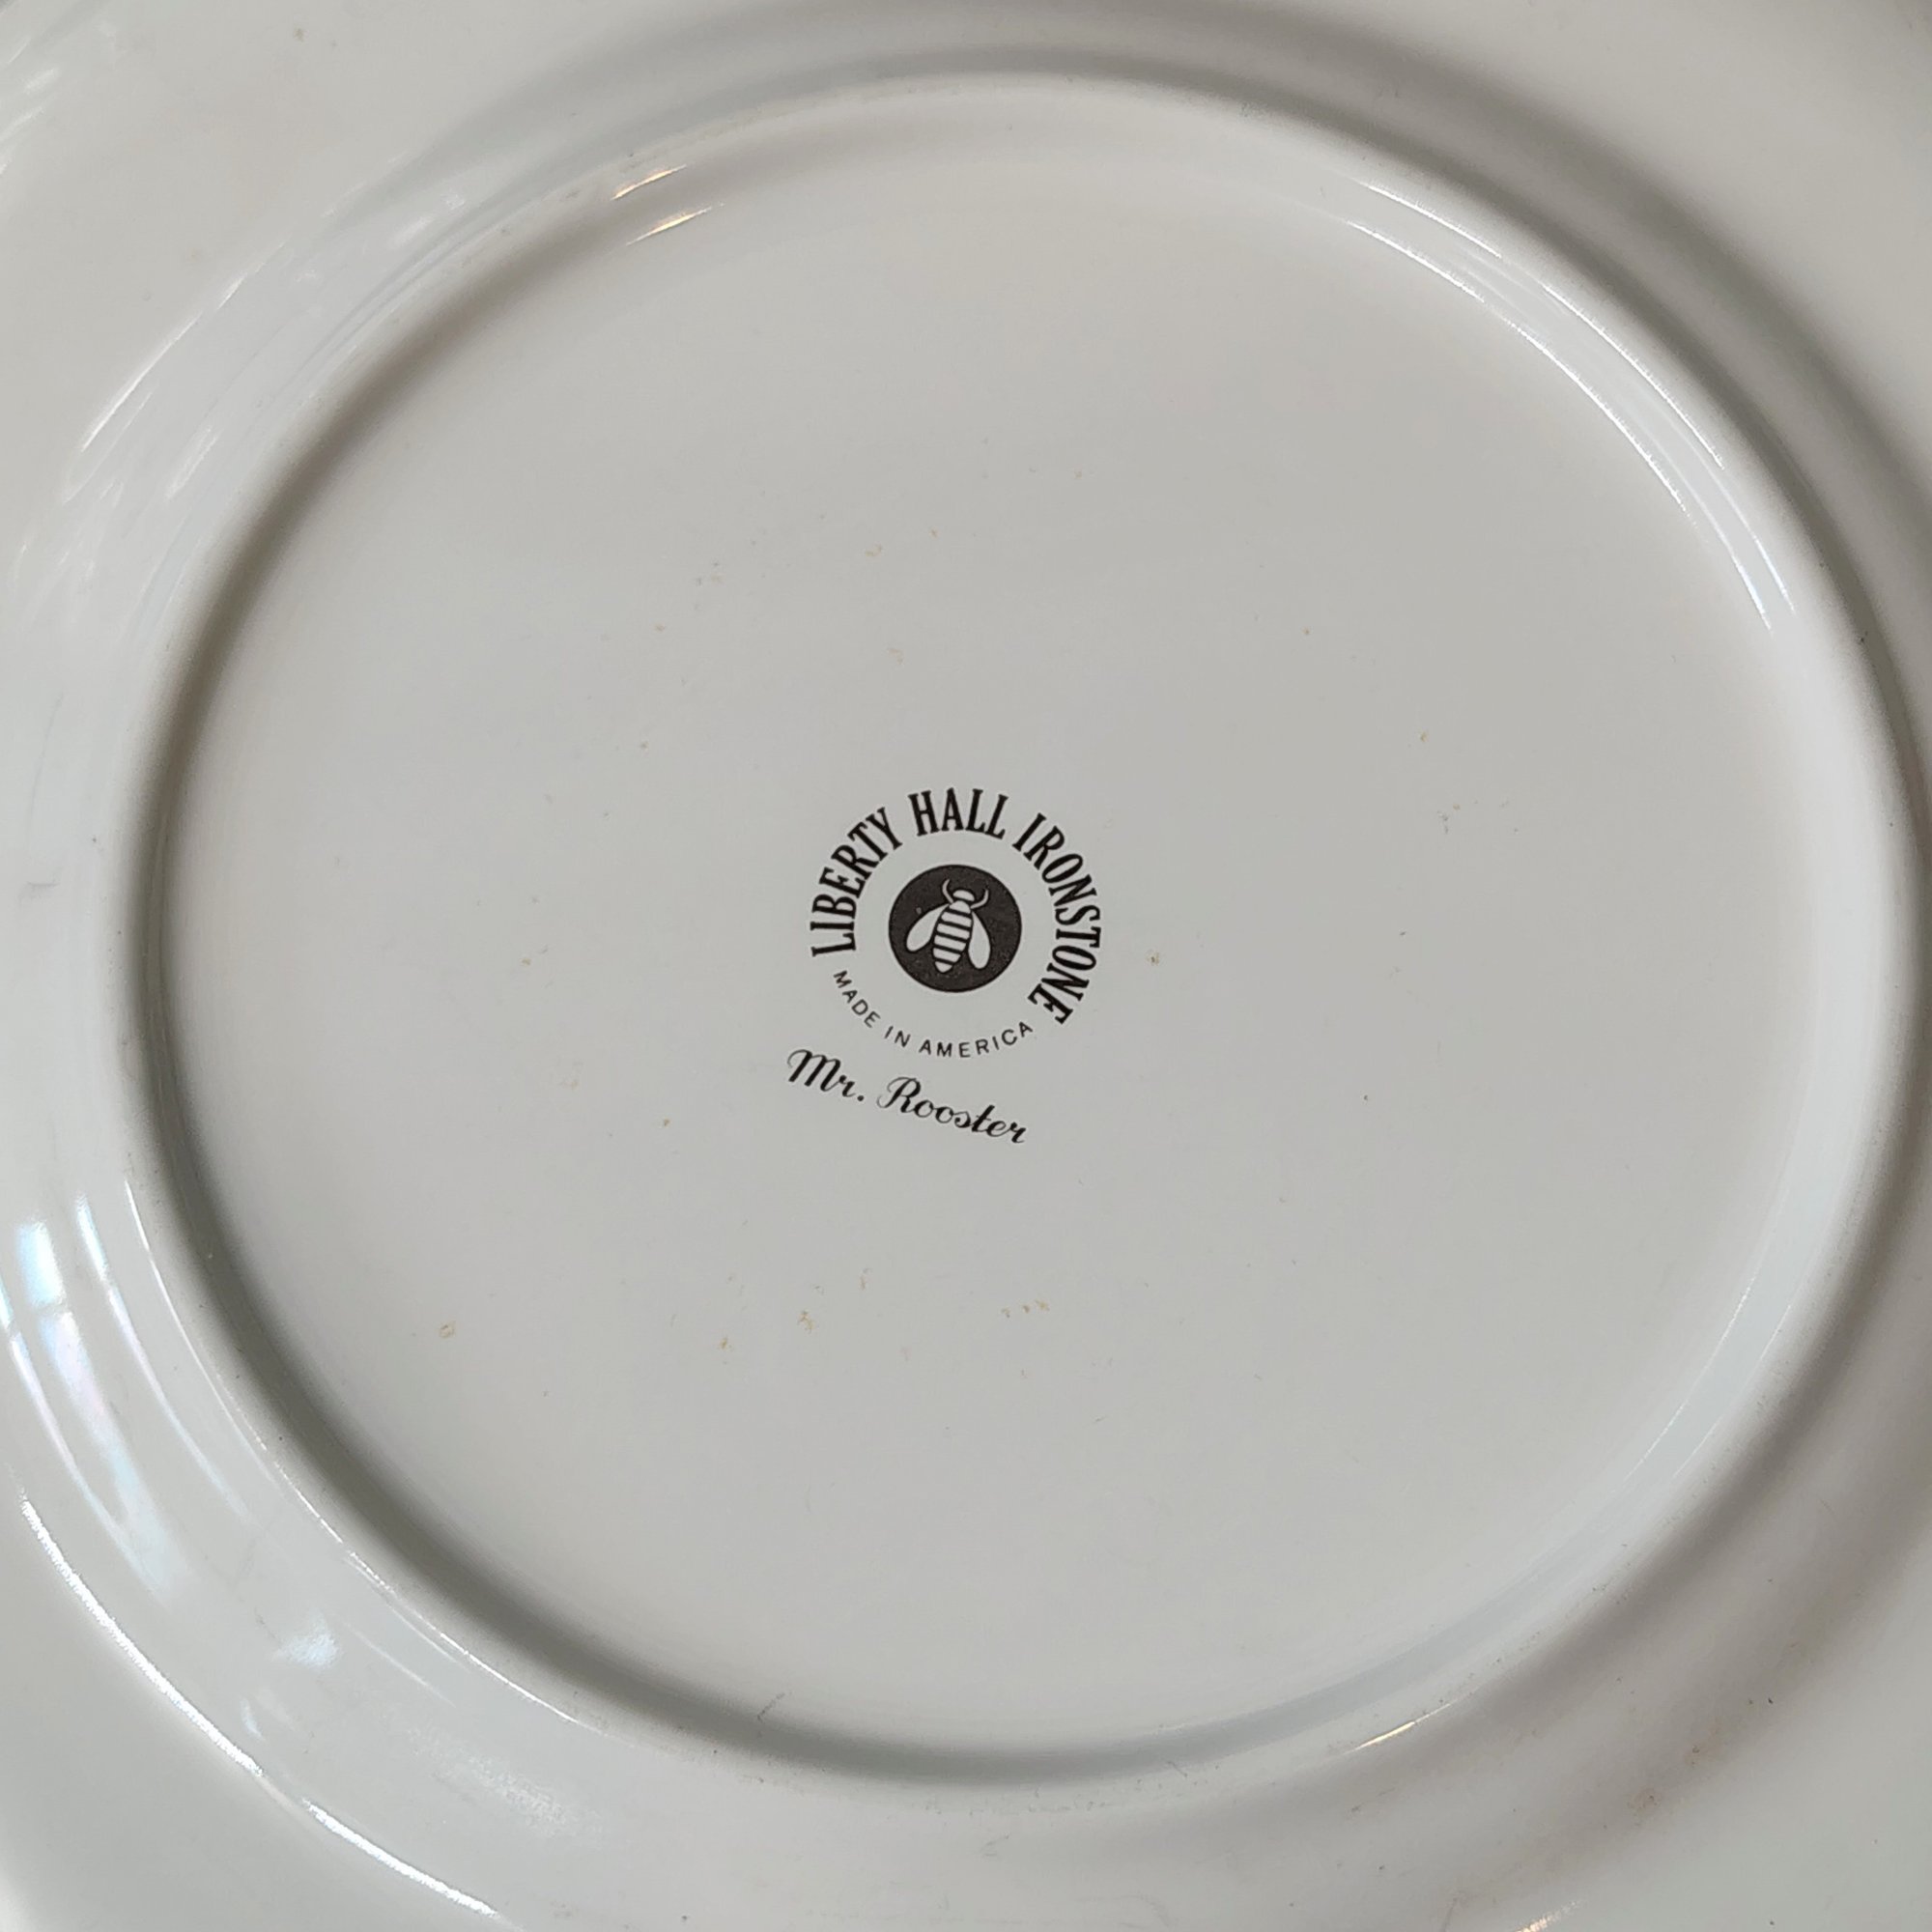 LIBERTY HALL IRONSTONE
MADE IN AMERICA
Mr. Rooster